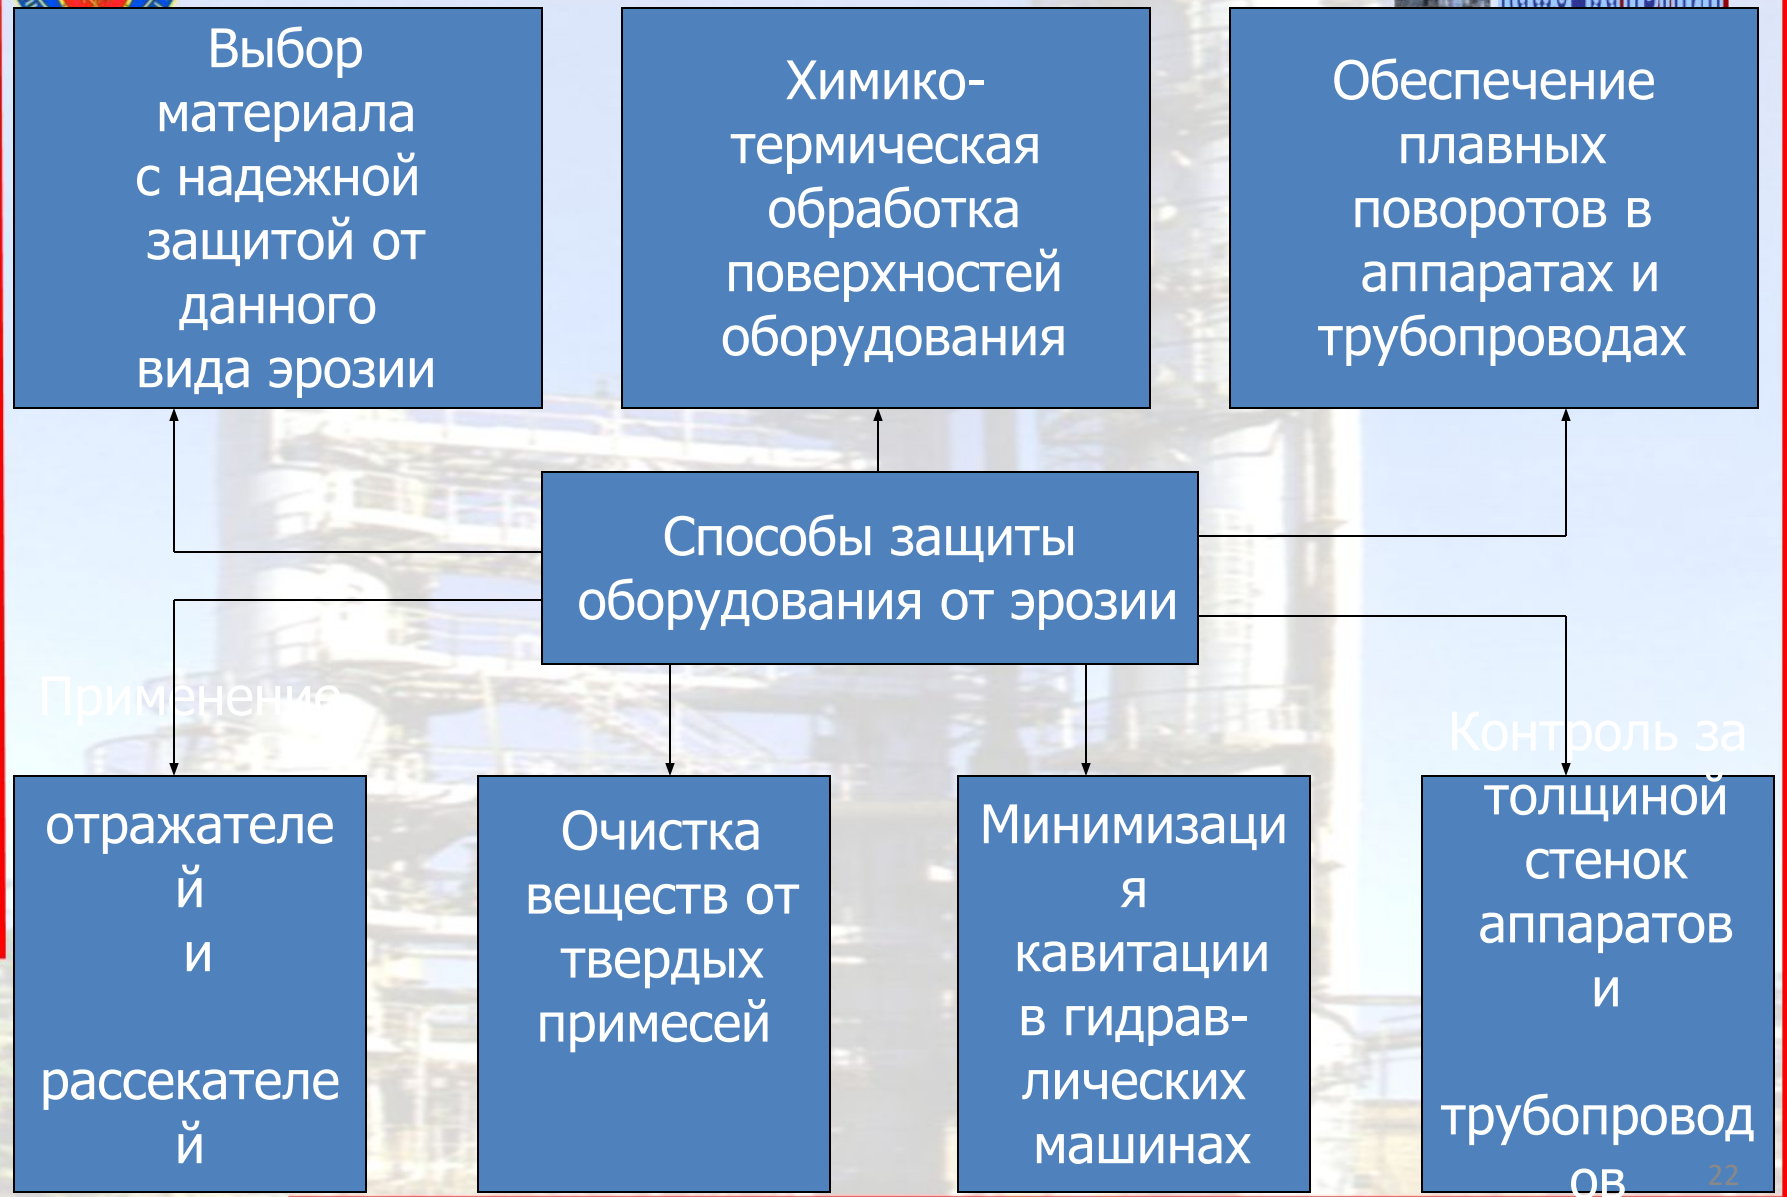 Выбор
материала
с надежной
защитой от
данного
вида эрозии
Химико-
термическая
обработка
поверхностей
оборудования
Обеспечение
плавных
поворотов в
аппаратах и
трубопроводах
Способы защиты
оборудования от эрозии
Применение
отражателе
й
и
рассекателе
й
Очистка
веществ от
твердых
примесей
Минимизаци
я
кавитации
в гидрав-
лических
машинах
Контроль за
толщиной
стенок
аппаратов
и
трубопровод
ов
22